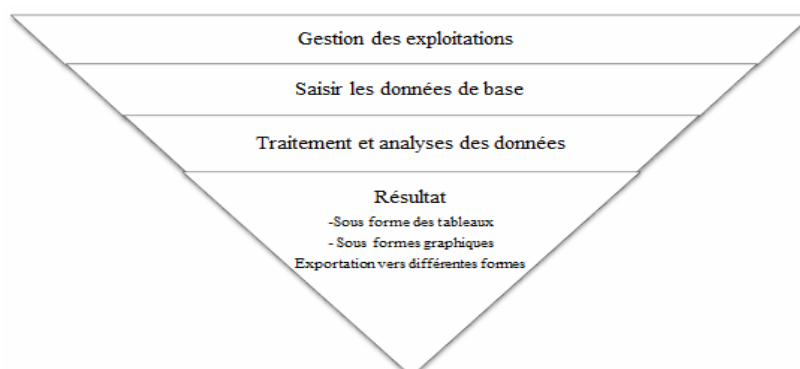 Gestion des exploitations
Saisir les données de base
Traitement et analyses des données
Résultat
-Sous forme des tableaux
- Sous formes graphiques
Exportation vers différentes formes